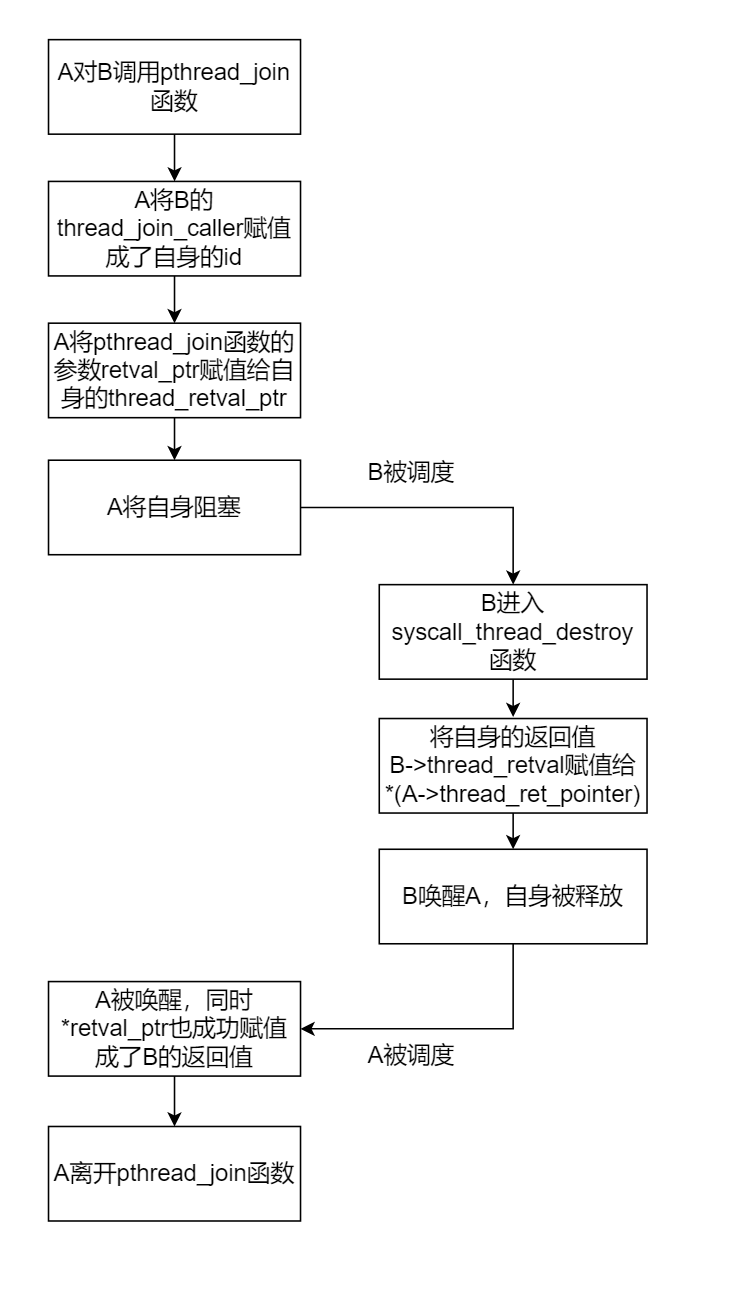 A对B调用pthread_join
函数
A将B的
thread_join_caller赋值
成了自身的id
A将pthread_join函数的
参数retval_ptr赋值给自
身的thread_retval_ptr
A将自身阻塞
B被调度
B进入
syscall_thread_destroy
函数
将自身的返回值
B->thread_retval赋值给
*(A->thread_ret_pointer)
B唤醒A，自身被释放
A被唤醒，同时
*retval_ptr也成功赋值
成了B的返回值
A被调度
A离开pthread_join函数